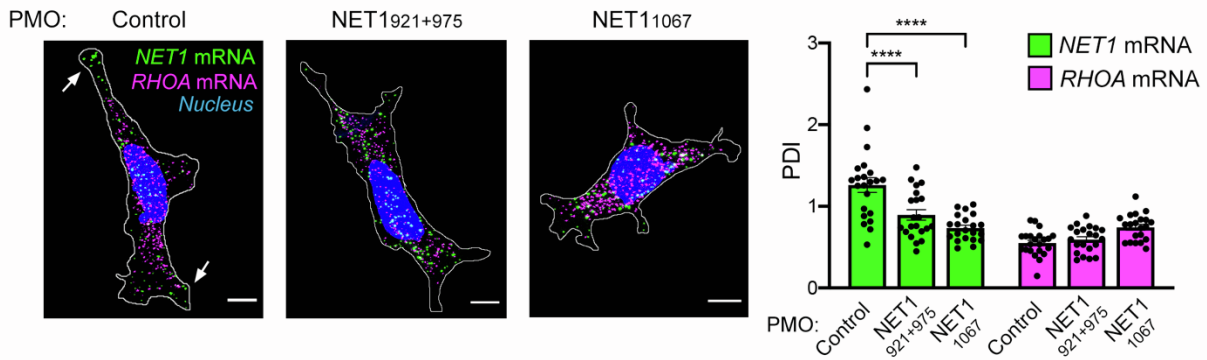 PMO: Control NET1921+975 NET11067
NET1 mRNA
RHOA mRNA
Nucleus
****
****
NET1 mRNA
RHOA mRNA
3
2
1
0
PDI
PMO: Control NET1 921+975 NET1 1067 Control NET1 921+975 NET1 1067